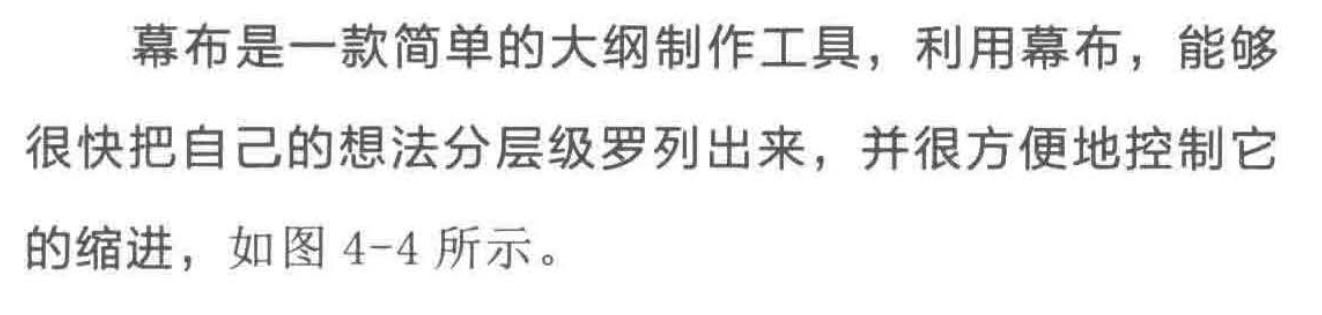 幕布是一款简单的大纲制作工具，利用幕布，能够
很快把自己的想法分层级罗列出来，并很方便地控制它
的缩进，如图 4-4 所示。